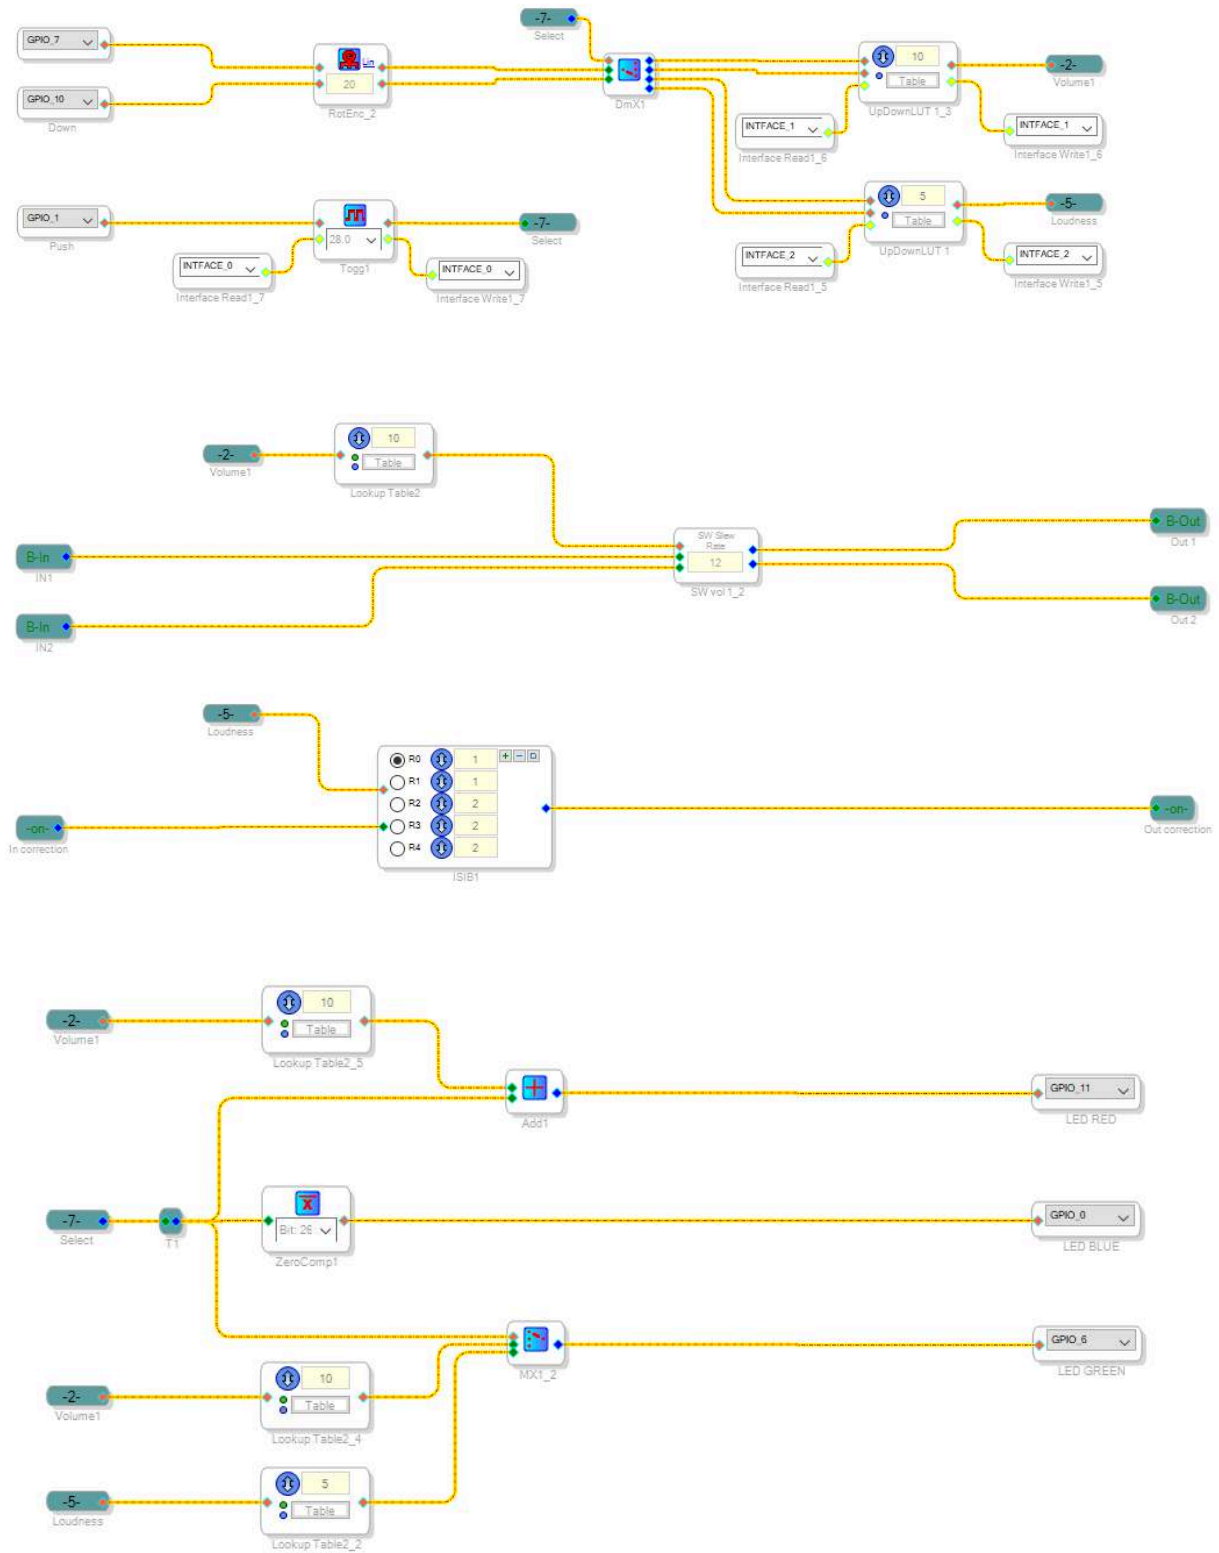 -7-
Select
GPIO_7
Lin
20
RotEnc_2
GPIO_10
Down
DmX1
10
Table
UpDownLUT 1_3
-2-
Volume1
INTFACE_1
Interface Read1_6
INTFACE_1
Interface Write1_6
GPIO_1
Push
28.0
Togg1
-7-
Select
INTFACE_0
Interface Read1_7
INTFACE_0
Interface Write1_7
5
Table
UpDownLUT 1
-5-
Loudness
INTFACE_2
Interface Read1_5
INTFACE_2
Interface Write1_5
-2-
Volume1
10
Table
Lookup Table2
B-In
IN1
B-In
IN2
SW Slew
Rate
12
SW vol 1_2
B-Out
Out 1
B-Out
Out 2
-5-
Loudness
R0 1
R1 1
R2 2
R3 2
R4 2
ISIB1
-on-
In correction
-on-
Out correction
-2-
Volume1
10
Table
Lookup Table2_5
Add1
GPIO_11
LED RED
-7-
Select
T1
Bit: 26
ZeroComp1
GPIO_0
LED BLUE
MX1_2
GPIO_6
LED GREEN
-2-
Volume1
10
Table
Lookup Table2_4
-5-
Loudness
5
Table
Lookup Table2_2